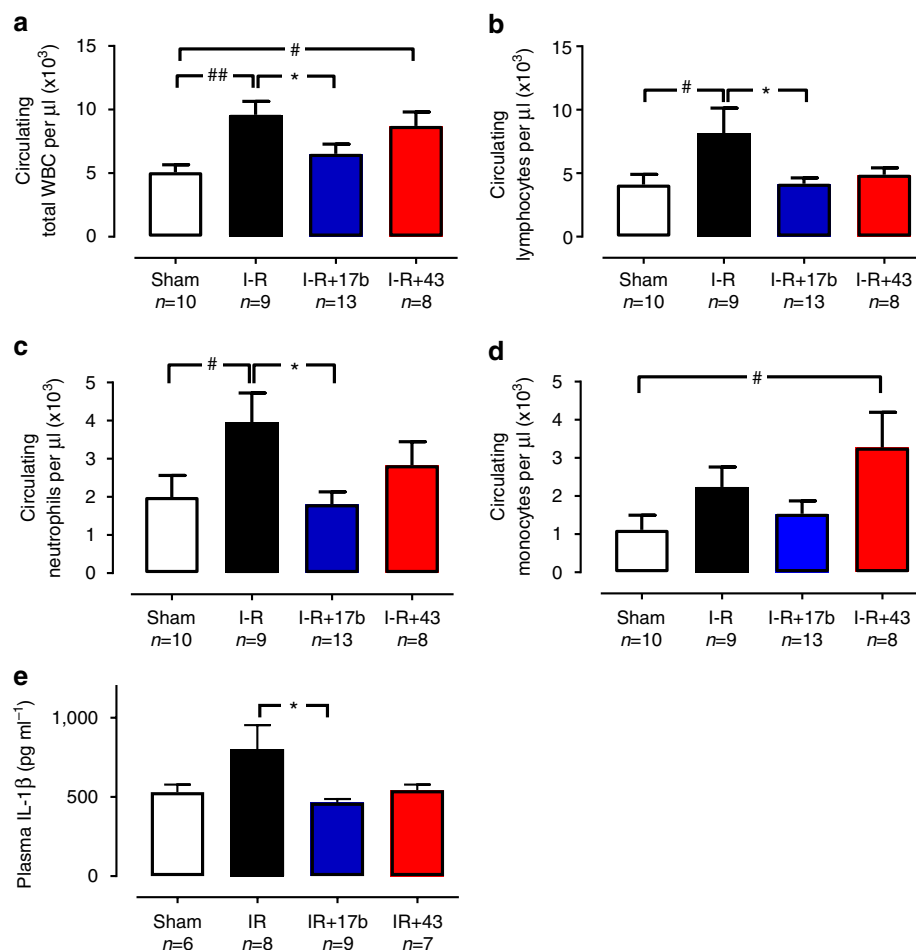 a
Circulating
total WBC per µl (x10³)
15
10
5
0
#
##
*
Sham
n=10
I-R
n=9
I-R+17b
n=13
I-R+43
n=8
b
Circulating
lymphocytes per µl (x10³)
15
10
5
0
#
*
Sham
n=10
I-R
n=9
I-R+17b
n=13
I-R+43
n=8
c
Circulating
neutrophils per µl (x10³)
5
4
3
2
1
0
#
*
Sham
n=10
I-R
n=9
I-R+17b
n=13
I-R+43
n=8
d
Circulating
monocytes per µl (x10³)
5
4
3
2
1
0
#
Sham
n=10
I-R
n=9
I-R+17b
n=13
I-R+43
n=8
e
Plasma IL-1β (pg ml⁻¹)
1,000
500
0
*
Sham
n=6
IR
n=8
IR+17b
n=9
IR+43
n=7